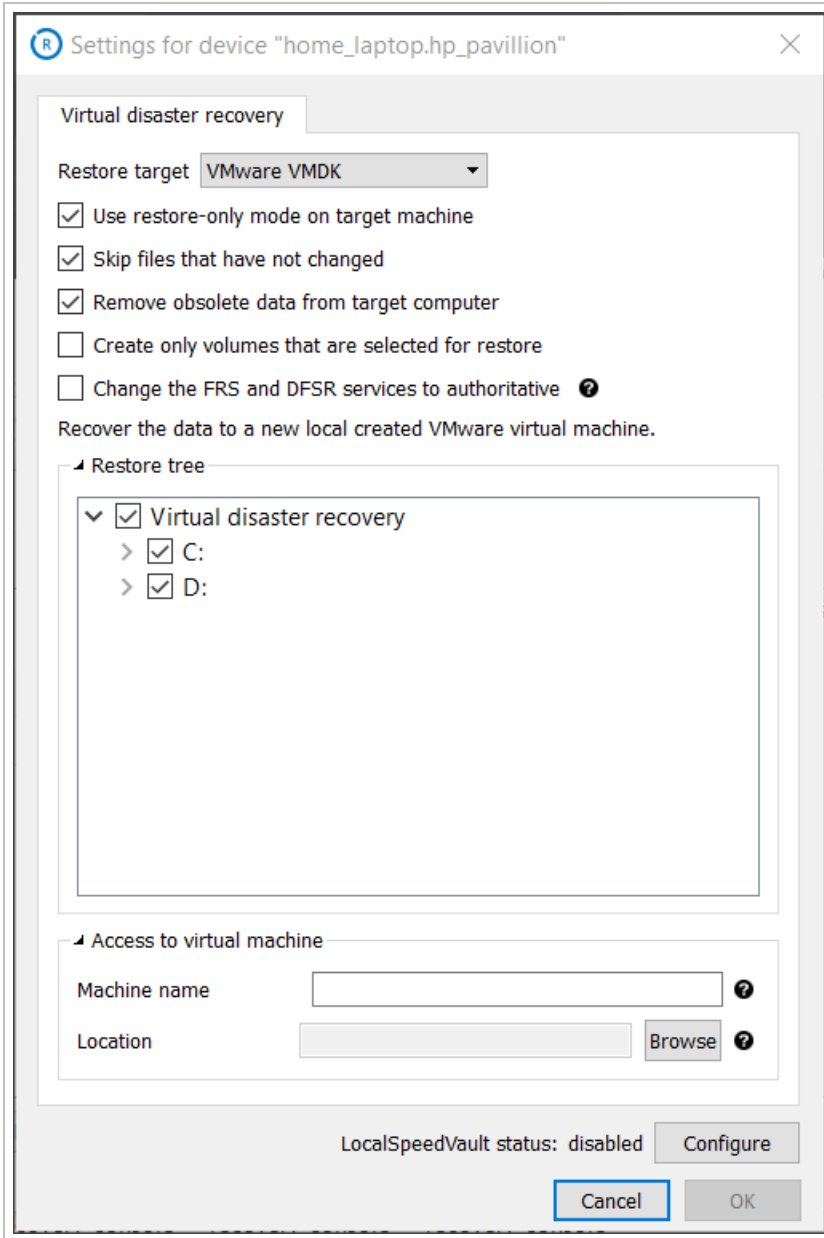 R Settings for device "home_laptop.hp_pavillion"
Virtual disaster recovery
Restore target VMware VMDK
Use restore-only mode on target machine
Skip files that have not changed
Remove obsolete data from target computer
Create only volumes that are selected for restore
Change the FRS and DFSR services to authoritative ?
Recover the data to a new local created VMware virtual machine.
Restore tree
Virtual disaster recovery
C:
D:
Access to virtual machine
Machine name ?
Location Browse ?
LocalSpeedVault status: disabled Configure
Cancel OK